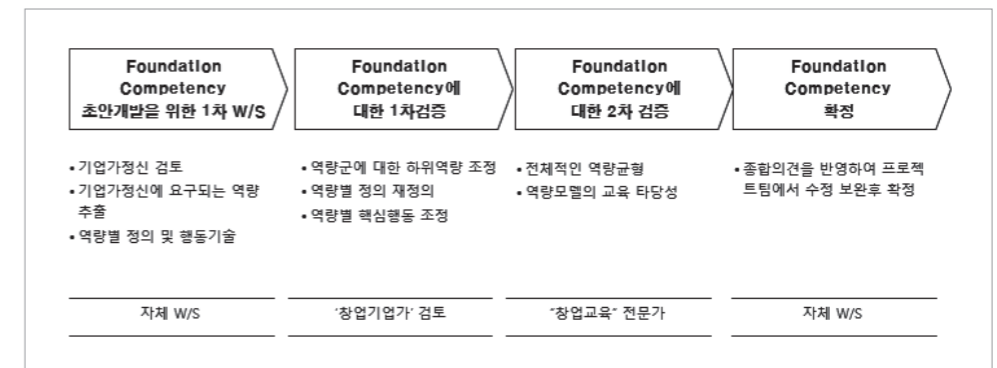 Foundation
Competency
초안개발을 위한 1차 W/S
Foundation
Competency에
대한 1차검증
Foundation
Competency에
대한 2차 검증
Foundation
Competency
확정
• 기업가정신 검토
• 기업가정신에 요구되는 역량
추출
• 역량별 정의 및 행동기술
• 역량군에 대한 하위역량 조정
• 역량별 정의 재정의
• 역량별 핵심행동 조정
• 전체적인 역량균형
• 역량모델의 교육 타당성
• 종합의견을 반영하여 프로젝
트팀에서 수정 보완후 확정
자체 W/S
'창업기업가' 검토
"창업교육" 전문가
자체 W/S